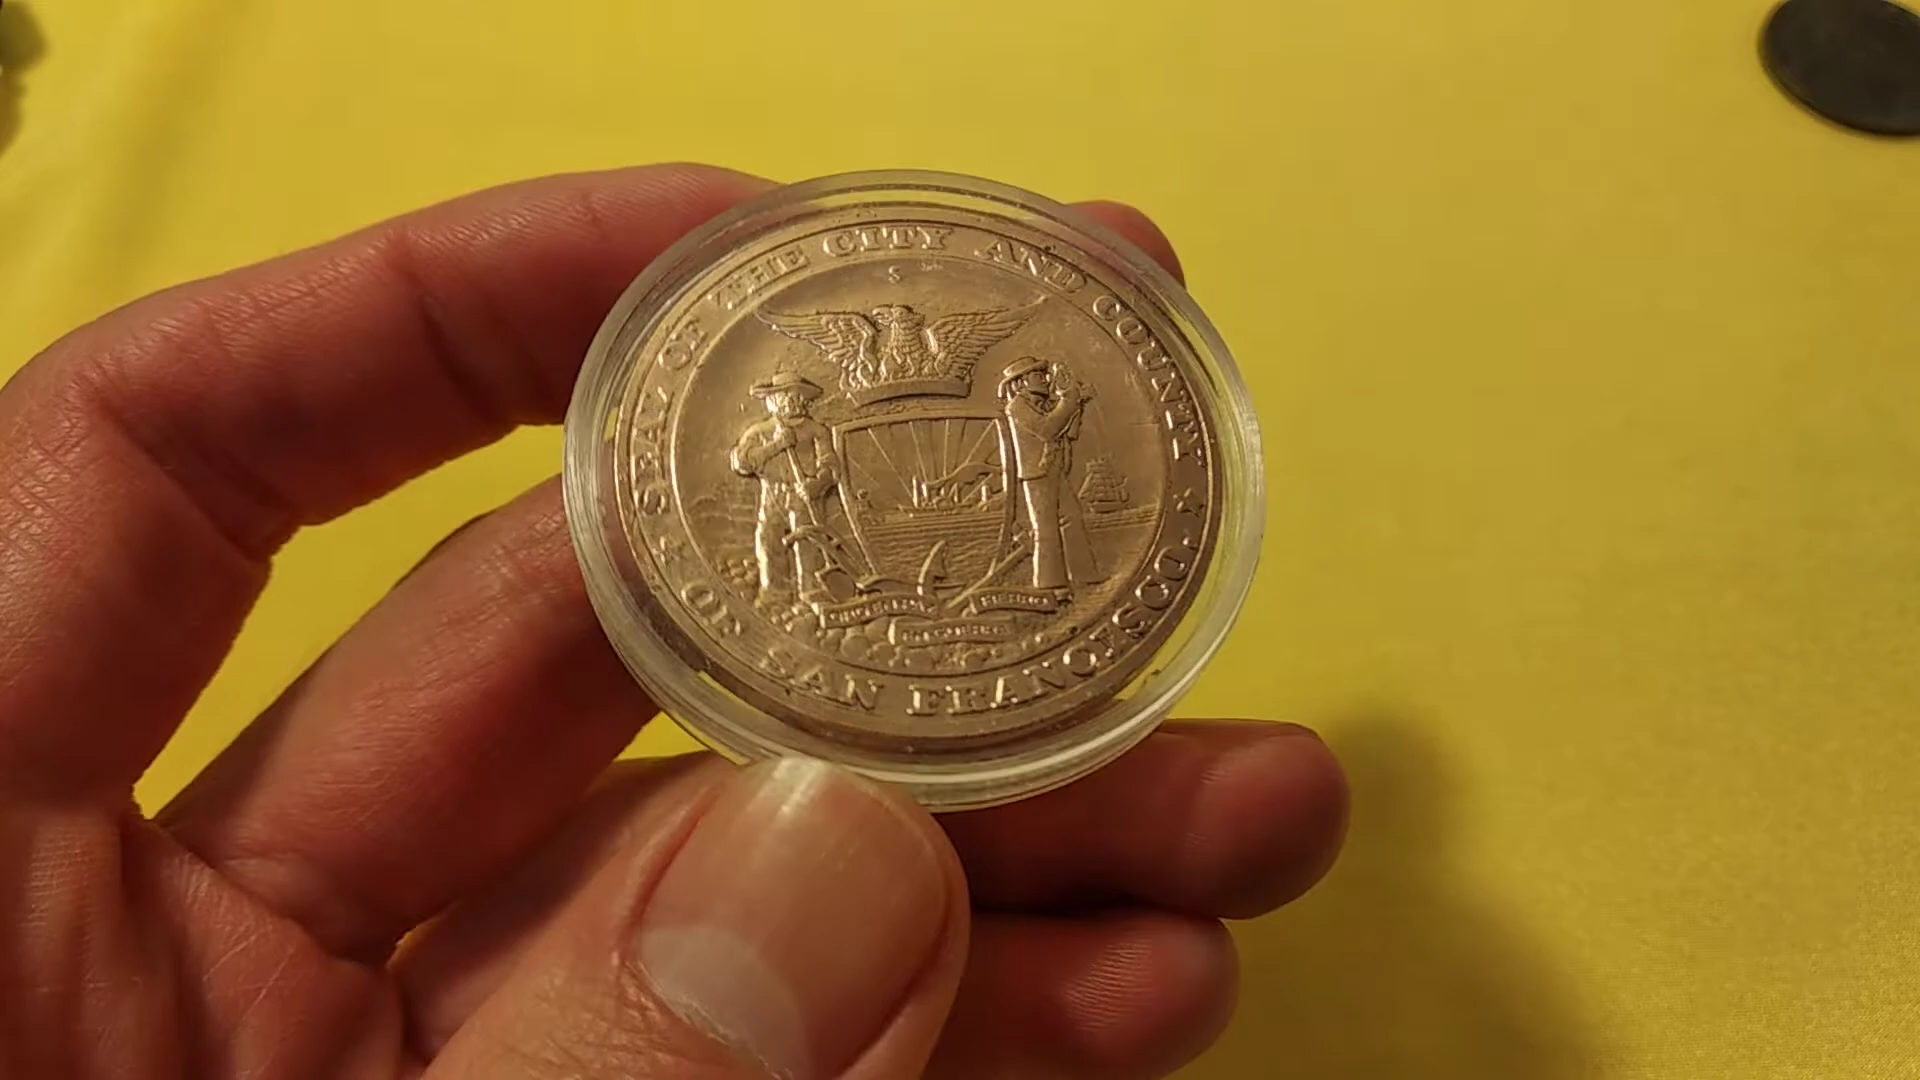 SEAL OF THE CITY AND COUNTY
OF SAN FRANCISCO.
S